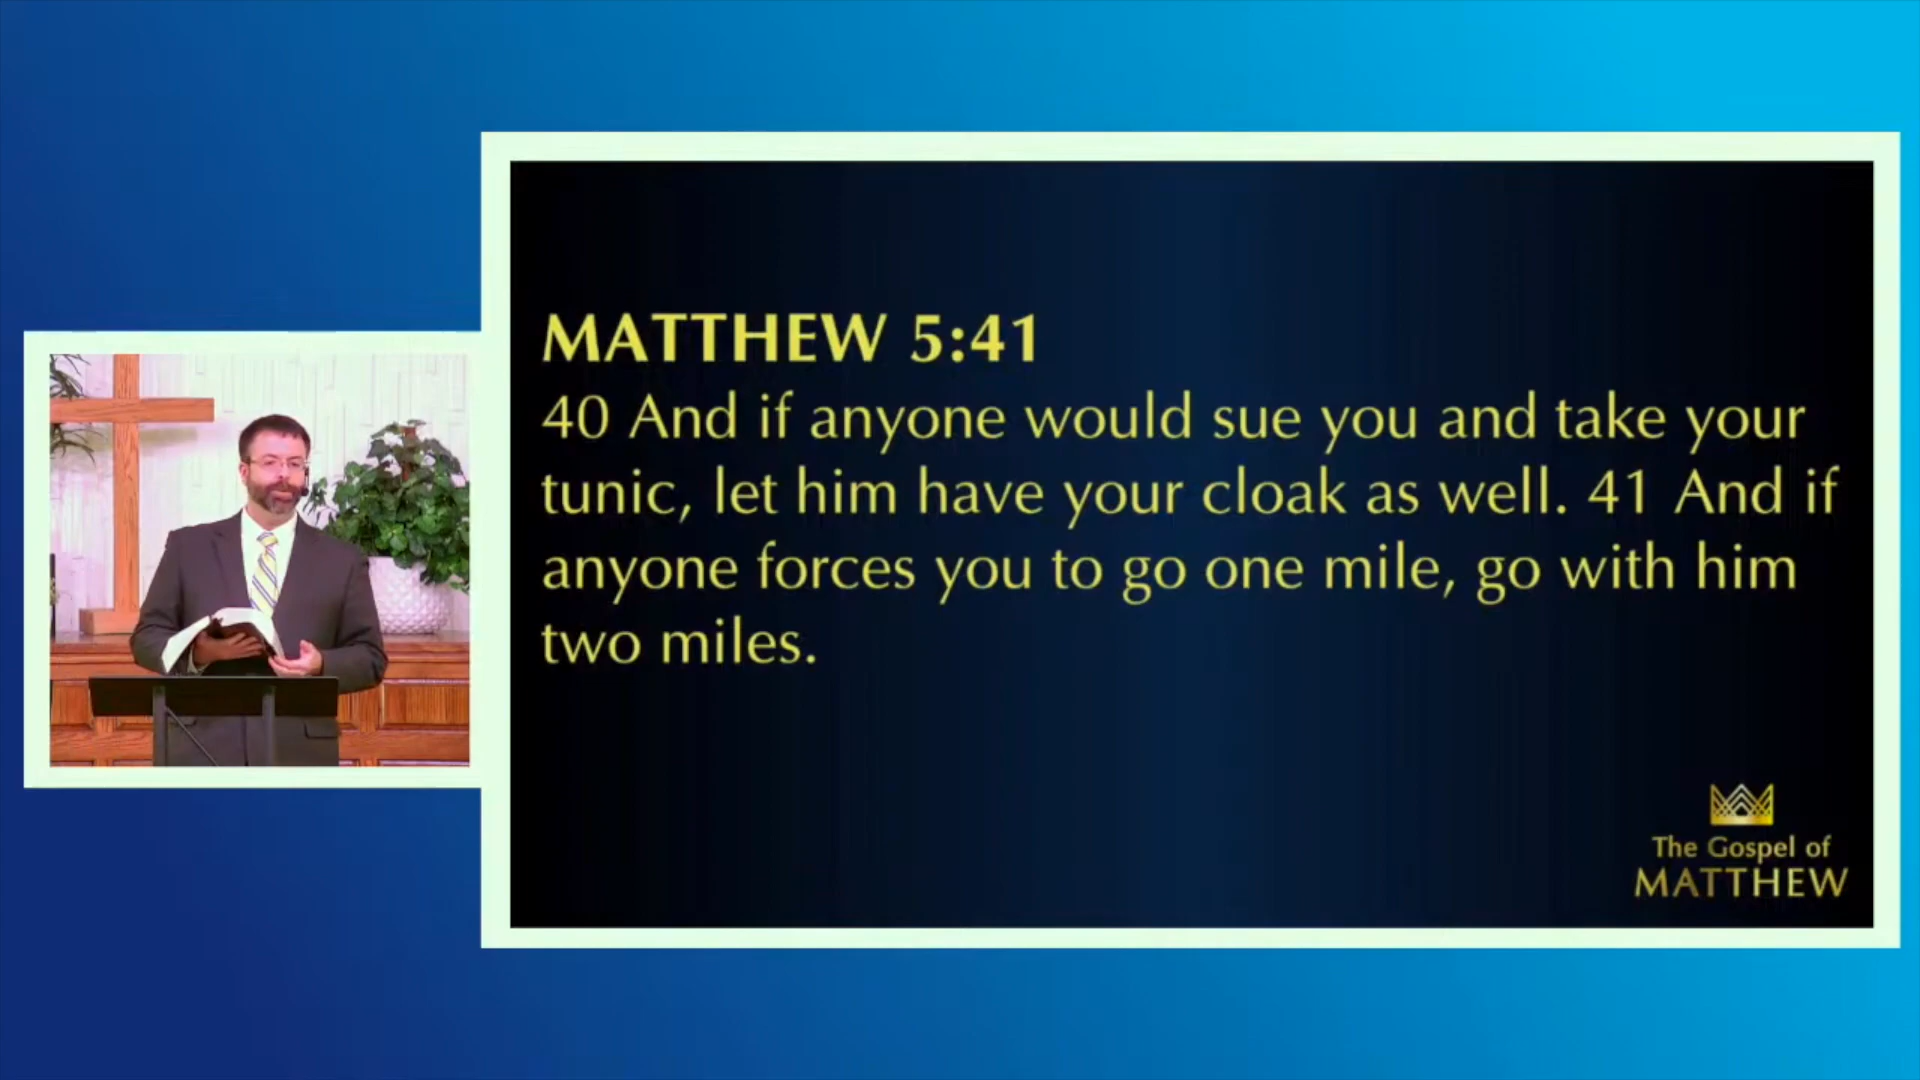 MATTHEW 5:41
40 And if anyone would sue you and take your
tunic, let him have your cloak as well. 41 And if
anyone forces you to go one mile, go with him
two miles.
The Gospel of
MATTHEW